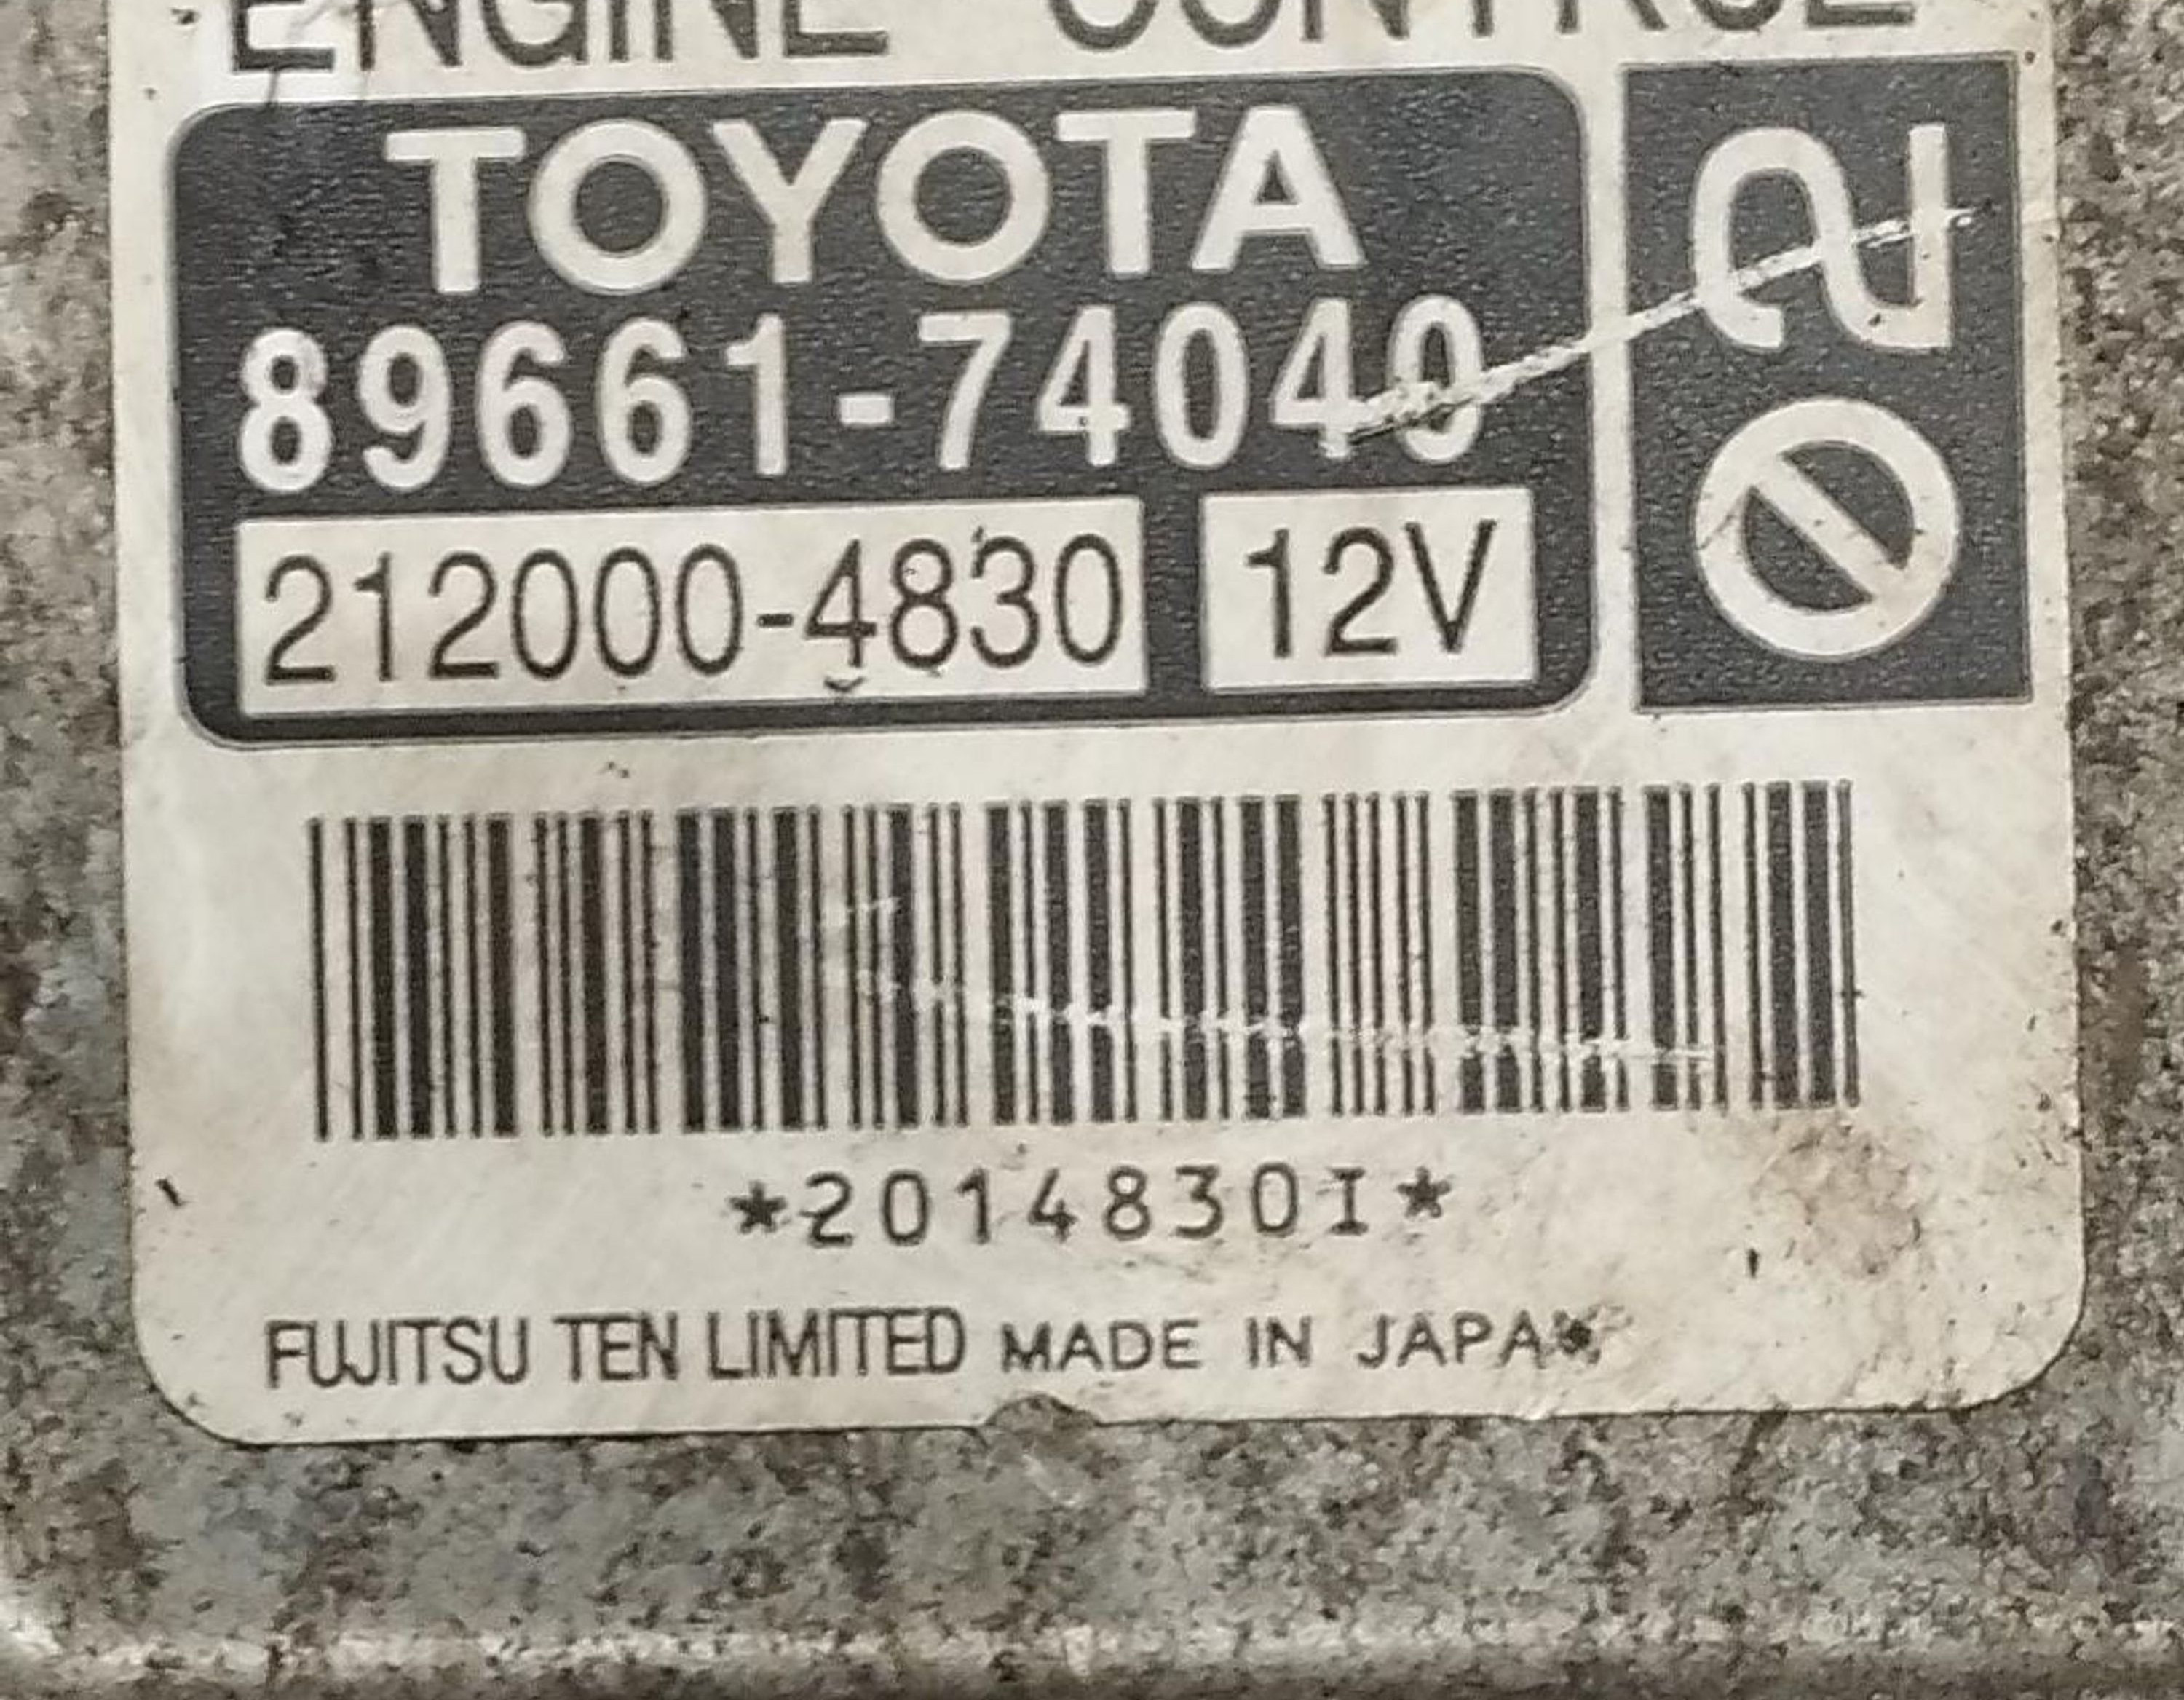 ENGINE CONTROL
TOYOTA
89661-74040
212000-4830 12V
*2014830I*
FUJITSU TEN LIMITED MADE IN JAPAN